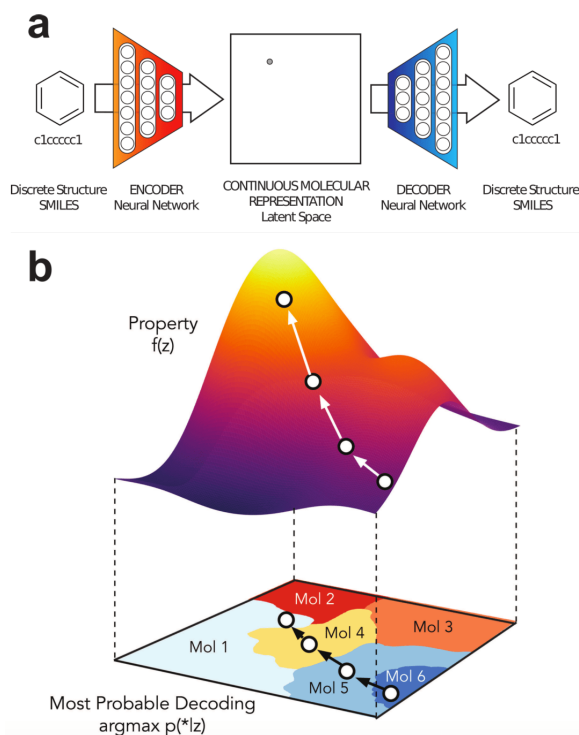 a
c1ccccc1
c1ccccc1
Discrete Structure
SMILES
ENCODER
Neural Network
CONTINUOUS MOLECULAR
REPRESENTATION
Latent Space
DECODER
Neural Network
Discrete Structure
SMILES
b
Property
f(z)
Mol 2
Mol 1
Mol 4
Mol 3
Mol 5
Mol 6
Most Probable Decoding
argmax p(*|z)